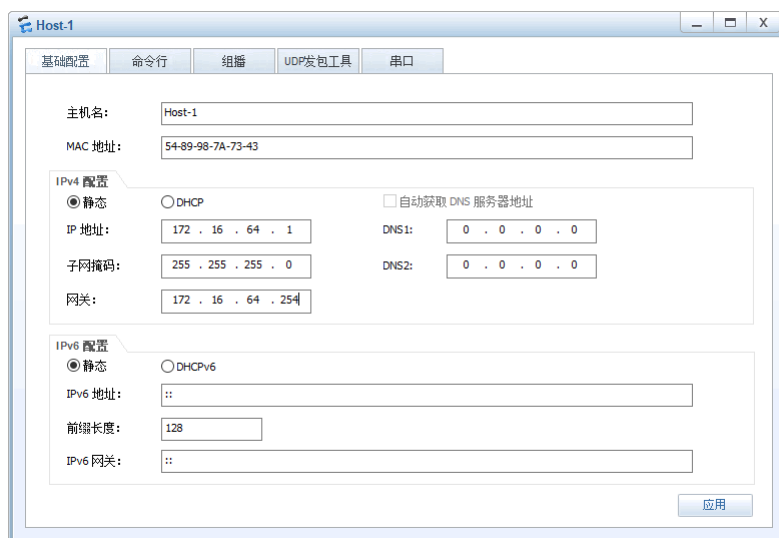 Host-1
基础配置 命令行 组播 UDP发包工具 串口
主机名: Host-1
MAC 地址: 54-89-98-7A-73-43
IPv4 配置
静态 DHCP 自动获取 DNS 服务器地址
IP 地址: 172 . 16 . 64 . 1 DNS1: 0 . 0 . 0 . 0
子网掩码: 255 . 255 . 255 . 0 DNS2: 0 . 0 . 0 . 0
网关: 172 . 16 . 64 . 254
IPv6 配置
静态 DHCPv6
IPv6 地址: ::
前缀长度: 128
IPv6 网关: ::
应用